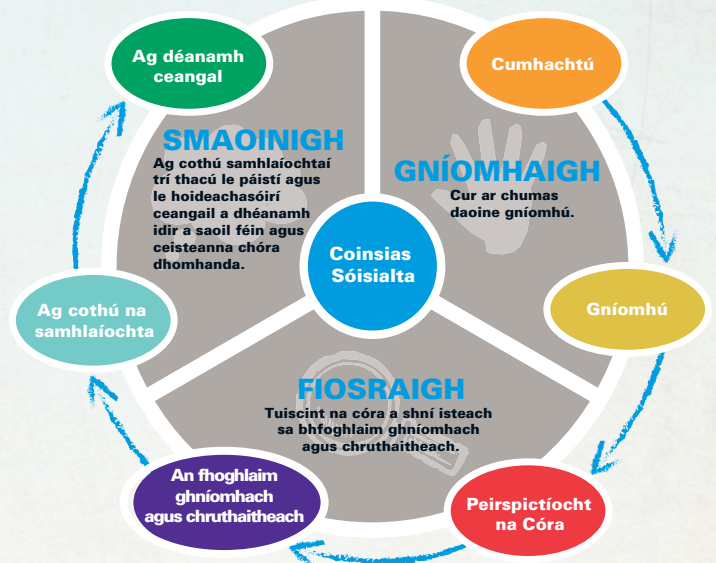 Ag déanamh
ceangal
Cumhachtú
SMAOINIGH
Ag cothú samhlaíochtaí
trí thacú le páistí agus
le hoideachasóirí
ceangail a dhéanamh
idir a saoil féin agus
ceisteanna chóra
dhomhanda.
GNÍOMHAIGH
Cur ar chumas
daoine gníomhú.
Coinsias
Sóisialta
Ag cothú na
samhlaíochta
Gníomhú
FIOSRAIGH
Tuiscint na córa a shní isteach
sa bhfoghlaim ghníomhach
agus chruthaitheach.
An fhoghlaim
ghníomhach
agus chruthaitheach
Peirspictíocht
na Córa